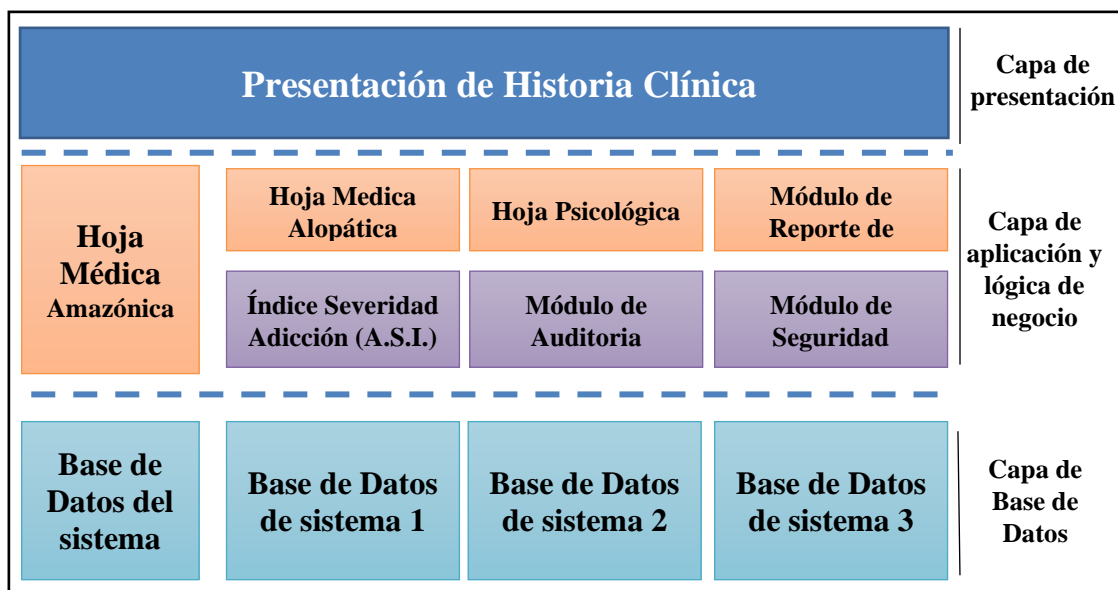 Presentación de Historia Clínica
Capa de
presentación
Hoja
Médica
Amazónica
Hoja Medica
Alopática
Hoja Psicológica
Módulo de
Reporte de
Índice Severidad
Adicción (A.S.I.)
Módulo de
Auditoria
Módulo de
Seguridad
Capa de
aplicación y
lógica de
negocio
Base de
Datos del
sistema
Base de Datos
de sistema 1
Base de Datos
de sistema 2
Base de Datos
de sistema 3
Capa de
Base de
Datos